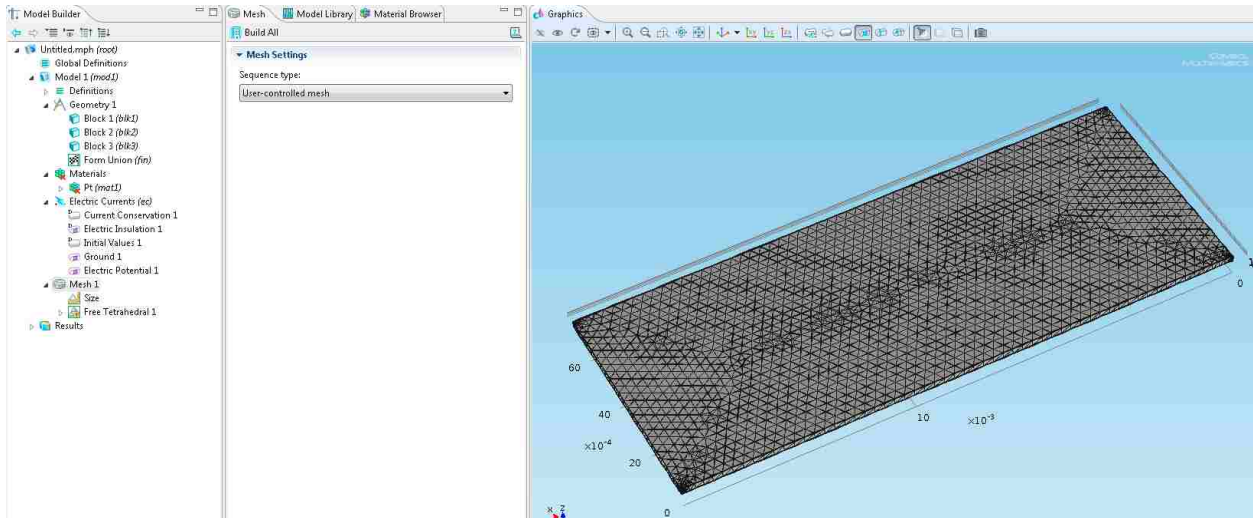 Model Builder
Untitled.mph (root)
Global Definitions
Model 1 (mod1)
Definitions
Geometry 1
Block 1 (blk1)
Block 2 (blk2)
Block 3 (blk3)
Form Union (fin)
Materials
Pt (mat1)
Electric Currents (ec)
Current Conservation 1
Electric Insulation 1
Initial Values 1
Ground 1
Electric Potential 1
Mesh 1
Size
Free Tetrahedral 1
Results
Mesh Model Library Material Browser
Build All
Mesh Settings
Sequence type:
User-controlled mesh
Graphics
COMSOL
MULTIPHYSICS
1
0
60
40
10 ×10⁻³
×10⁻⁴
20
0
x z